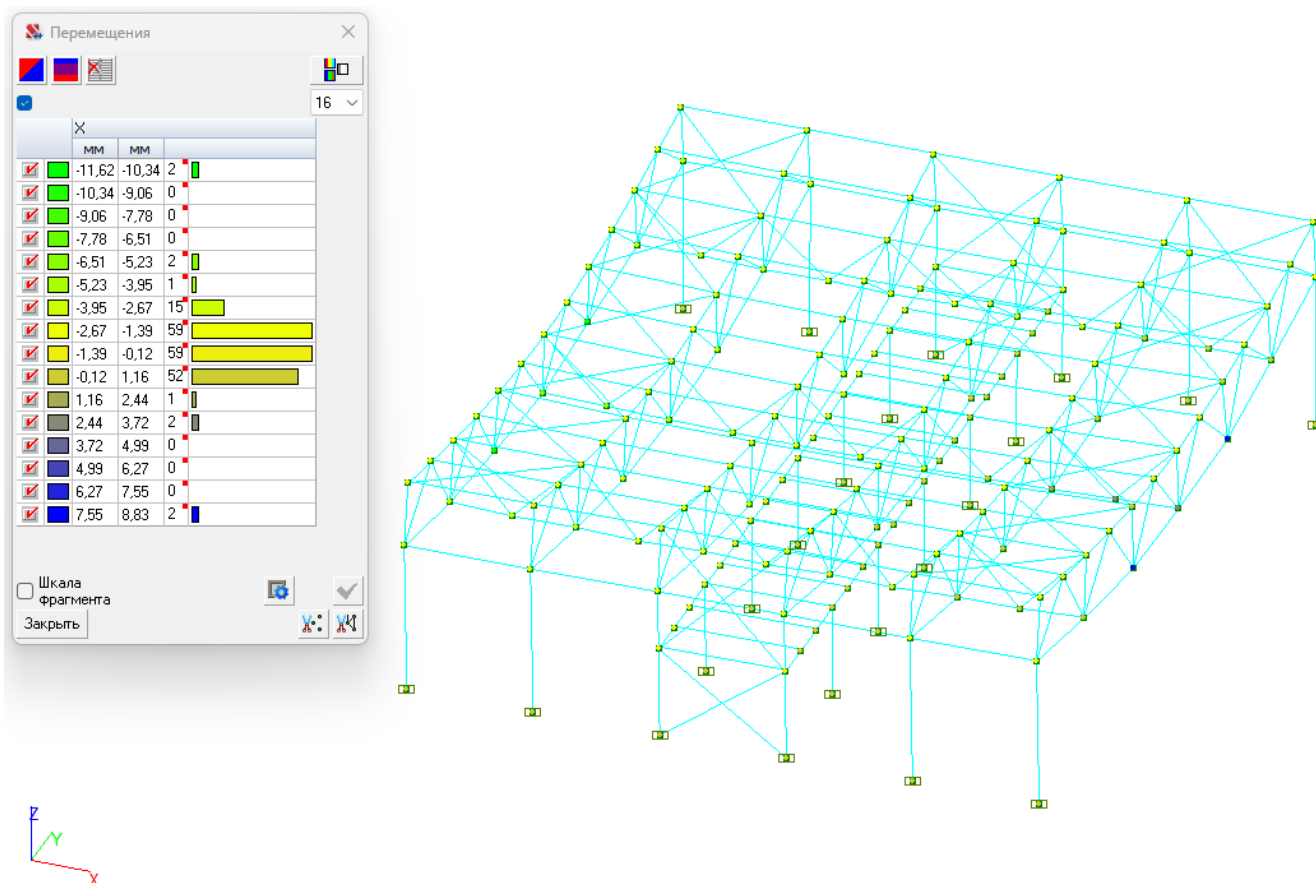 Перемещения
16
X
мм мм
-11,62 -10,34 2
-10,34 -9,06 0
-9,06 -7,78 0
-7,78 -6,51 0
-6,51 -5,23 2
-5,23 -3,95 1
-3,95 -2,67 15
-2,67 -1,39 59
-1,39 -0,12 59
-0,12 1,16 52
1,16 2,44 1
2,44 3,72 2
3,72 4,99 0
4,99 6,27 0
6,27 7,55 0
7,55 8,83 2
Шкала
фрагмента
Закрыть
Z
Y
X